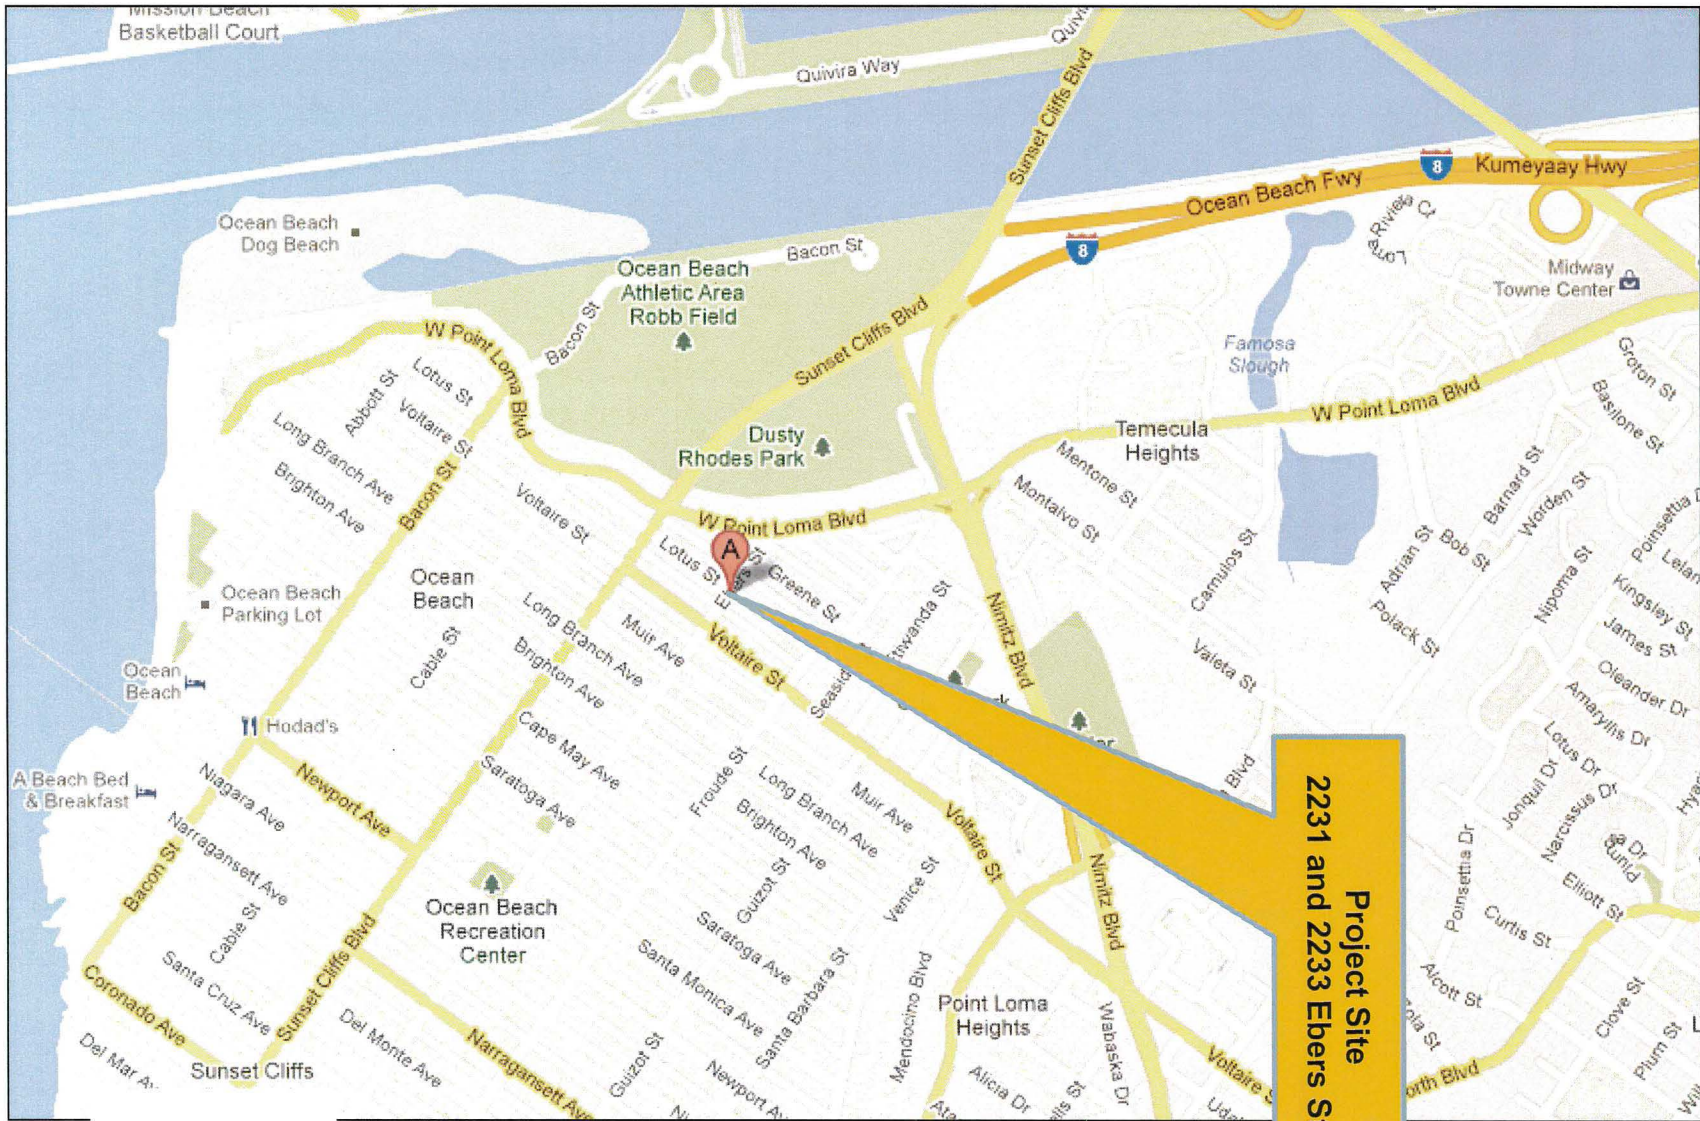 Mission Beach
Basketball Court
Quivira Way
Sunset Cliffs Blvd
Ocean Beach Fwy
8
Kumeyaay Hwy
8
Ocean Beach
Dog Beach
Bacon St
Ocean Beach
Athletic Area
Robb Field
Bacon St
Sunset Cliffs Blvd
Midway
Towne Center
Famosa
Slough
W Point Loma Blvd
Lotus St
Abbott St
Voltaire St
Long Branch Ave
Brighton Ave
Bacon St
Dusty
Rhodes Park
W Point Loma Blvd
Temecula
Heights
Mentone St
Montalvo St
Groton St
Basilone St
Barnard St
Worden St
Voltaire St
W Point Loma Blvd
A
Lotus St
Greene St
Nimitz Blvd
Camulos St
Adrian St
Bob St
Polack St
Nipoma St
Kingsley St
James St
Oleander Dr
Amaryllis Dr
Lotus Dr
Jonquil Dr
Narcissus Dr
Valeta St
Ocean Beach
Parking Lot
Ocean
Beach
Cable St
Long Branch Ave
Brighton Ave
Muir Ave
Voltaire St
Ocean
Beach
Hodad's
A Beach Bed
& Breakfast
Niagara Ave
Newport Ave
Narragansett Ave
Cape May Ave
Saratoga Ave
Froude St
Long Branch Ave
Brighton Ave
Muir Ave
Voltaire St
Blvd
Project Site
2231 and 2233 Ebers S
Poinsettia Dr
Elliott St
Curtis St
Alcott St
Clove St
Plum St
Bacon St
Cable St
Santa Cruz Ave
Sunset Cliffs Blvd
Coronado Ave
Sunset Cliffs
Del Monte Ave
Ocean Beach
Recreation
Center
Guizot St
Venice St
Saratoga Ave
Santa Monica Ave
Santa Barbara St
Mendocino Blvd
Nimitz Blvd
Point Loma
Heights
Wabaska Dr
Narragansett Ave
Guizot St
Alicia Dr
Voltaire S